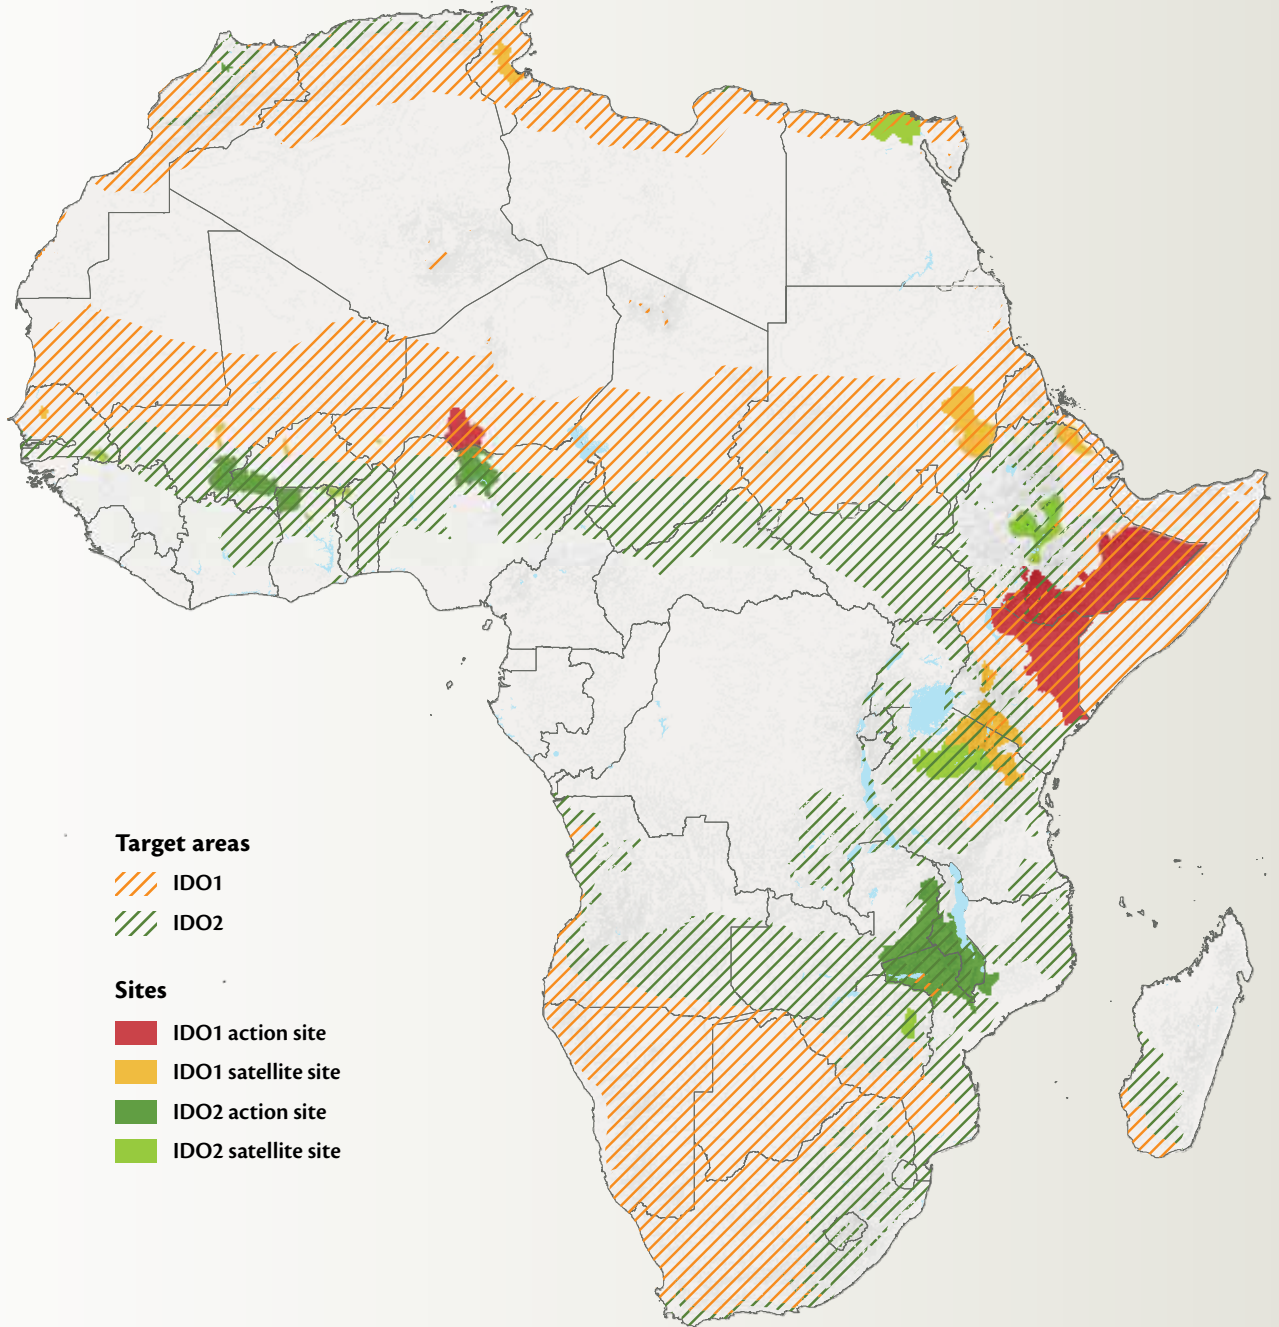 Target areas
IDO1
IDO2
Sites
IDO1 action site
IDO1 satellite site
IDO2 action site
IDO2 satellite site